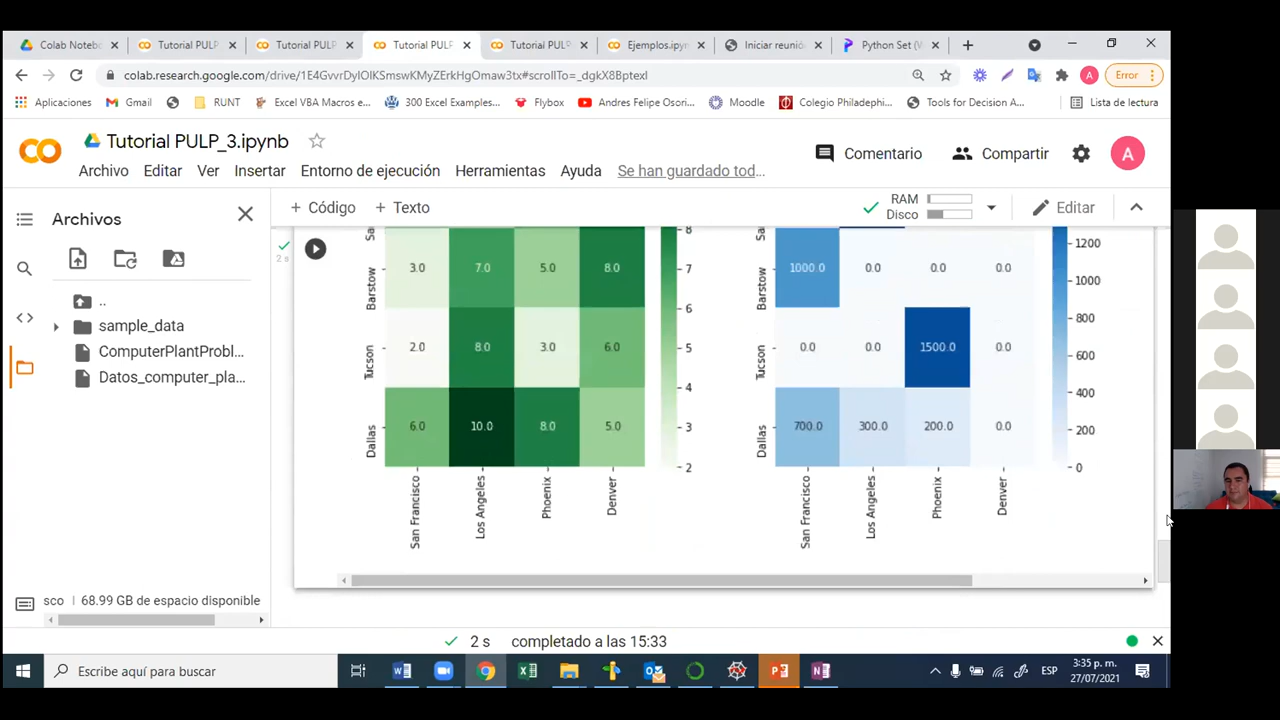 Colab Notebo
Tutorial PULP
Tutorial PULP
Tutorial PULP
Tutorial PULP
Ejemplos.ipyn
Iniciar reunió
Python Set (W
colab.research.google.com/drive/1E4GvvrDyIOlKSmswKMyZErkHgOmaw3tx#scrollTo=_dgkX8Bptexl
Error
Aplicaciones
Gmail
RUNT
Excel VBA Macros e...
300 Excel Examples...
Flybox
Andres Felipe Osori...
Moodle
Colegio Philadelphi...
Tools for Decision A...
Lista de lectura
Tutorial PULP_3.ipynb
Comentario
Compartir
A
Archivo Editar Ver Insertar Entorno de ejecución Herramientas Ayuda Se han guardado tod...
Archivos
+ Código + Texto
RAM
Disco
Editar
..
sample_data
ComputerPlantProbl...
Datos_computer_pla...
2 s
Sa
8
Sa
1200
Barstow
3.0 7.0 5.0 8.0
7
Barstow
1000.0 0.0 0.0 0.0
1000
6
800
Tucson
2.0 8.0 3.0 6.0
5
Tucson
0.0 0.0 1500.0 0.0
600
4
400
Dallas
6.0 10.0 8.0 5.0
3
Dallas
700.0 300.0 200.0 0.0
200
2
0
San Francisco
Los Angeles
Phoenix
Denver
San Francisco
Los Angeles
Phoenix
Denver
sco
68.99 GB de espacio disponible
2 s completado a las 15:33
Escribe aquí para buscar
ESP
3:35 p. m.
27/07/2021